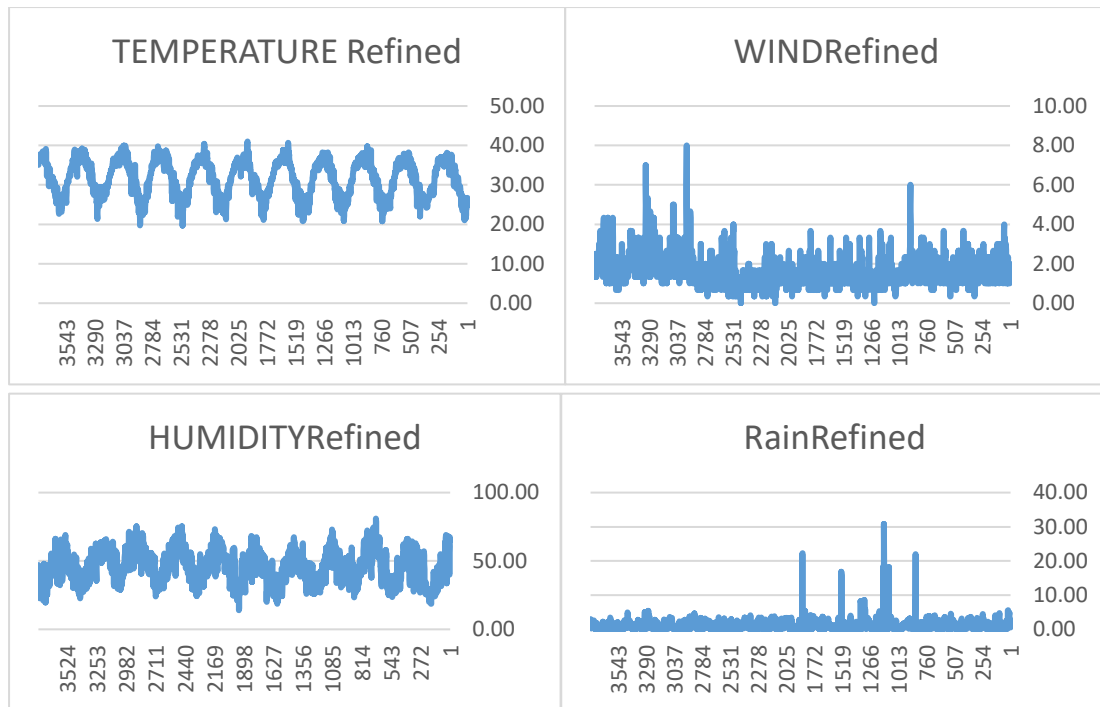 TEMPERATURE Refined
50.00
40.00
30.00
20.00
10.00
0.00
3543 3290 3037 2784 2531 2278 2025 1772 1519 1266 1013 760 507 254 1
WINDRefined
10.00
8.00
6.00
4.00
2.00
0.00
3543 3290 3037 2784 2531 2278 2025 1772 1519 1266 1013 760 507 254 1
HUMIDITYRefined
100.00
50.00
0.00
3524 3253 2982 2711 2440 2169 1898 1627 1356 1085 814 543 272 1
RainRefined
40.00
30.00
20.00
10.00
0.00
3543 3290 3037 2784 2531 2278 2025 1772 1519 1266 1013 760 507 254 1